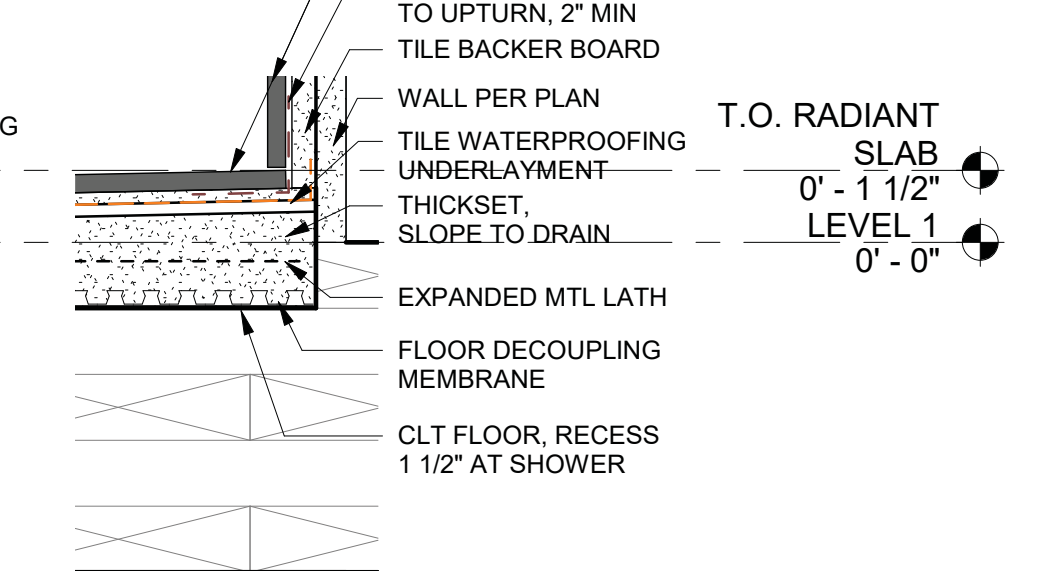 TO UPTURN, 2" MIN
TILE BACKER BOARD
WALL PER PLAN
G
TILE WATERPROOFING
UNDERLAYMENT
THICKSET,
SLOPE TO DRAIN
EXPANDED MTL LATH
FLOOR DECOUPLING
MEMBRANE
CLT FLOOR, RECESS
1 1/2" AT SHOWER
T.O. RADIANT
SLAB
0' - 1 1/2"
LEVEL 1
0' - 0"